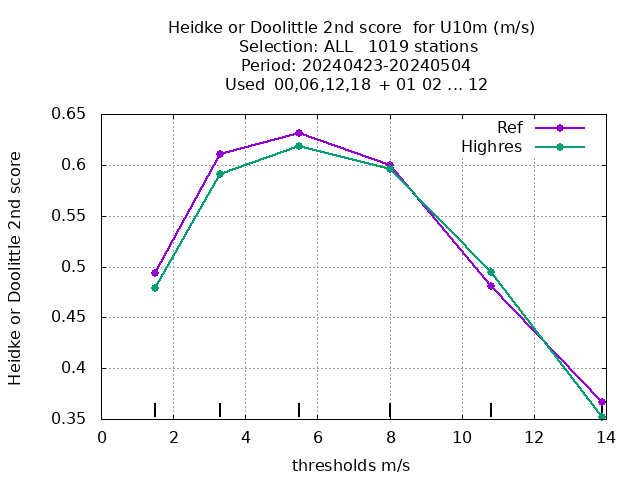 Heidke or Doolittle 2nd score  for U10m (m/s)
Selection: ALL   1019 stations
Period: 20240423-20240504
Used  00,06,12,18 + 01 02 ... 12
Ref
Highres
Heidke or Doolittle 2nd score
0.65
0.6
0.55
0.5
0.45
0.4
0.35
0 2 4 6 8 10 12 14
thresholds m/s